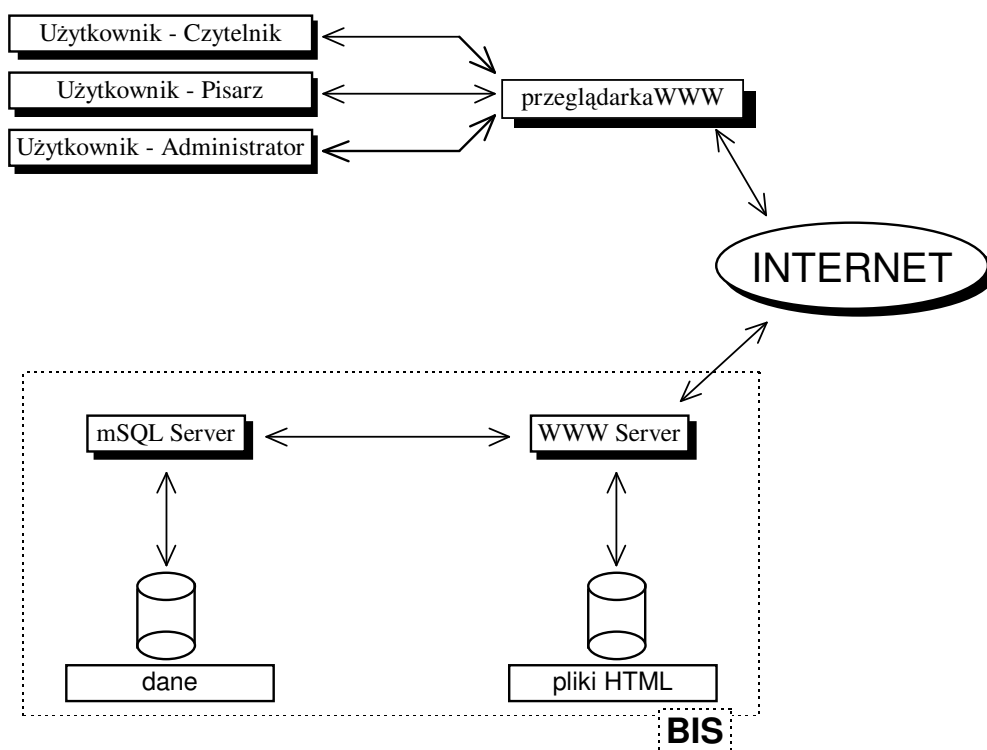 Użytkownik - Czytelnik
Użytkownik - Pisarz
przeglądarkaWWW
Użytkownik - Administrator
INTERNET
mSQL Server
WWW Server
dane
pliki HTML
BIS